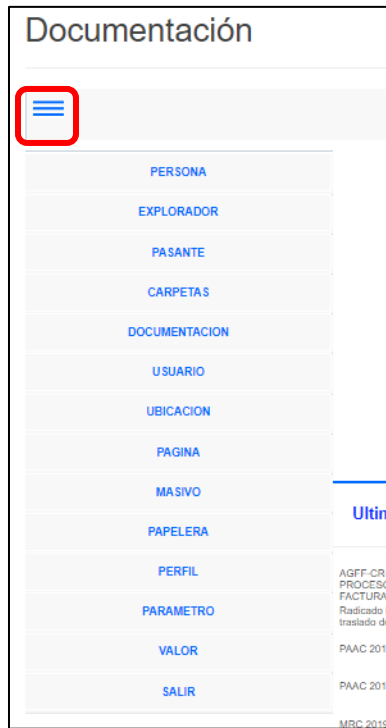 Documentación
PERSONA
EXPLORADOR
PASANTE
CARPETAS
DOCUMENTACION
USUARIO
UBICACION
PAGINA
MASIVO
PAPELERA
PERFIL
PARAMETRO
VALOR
SALIR
Ultin
AGFF-CR
PROCESO
FACTURA
Radicado
traslado d
PAAC 201
PAAC 201
MRC 2019